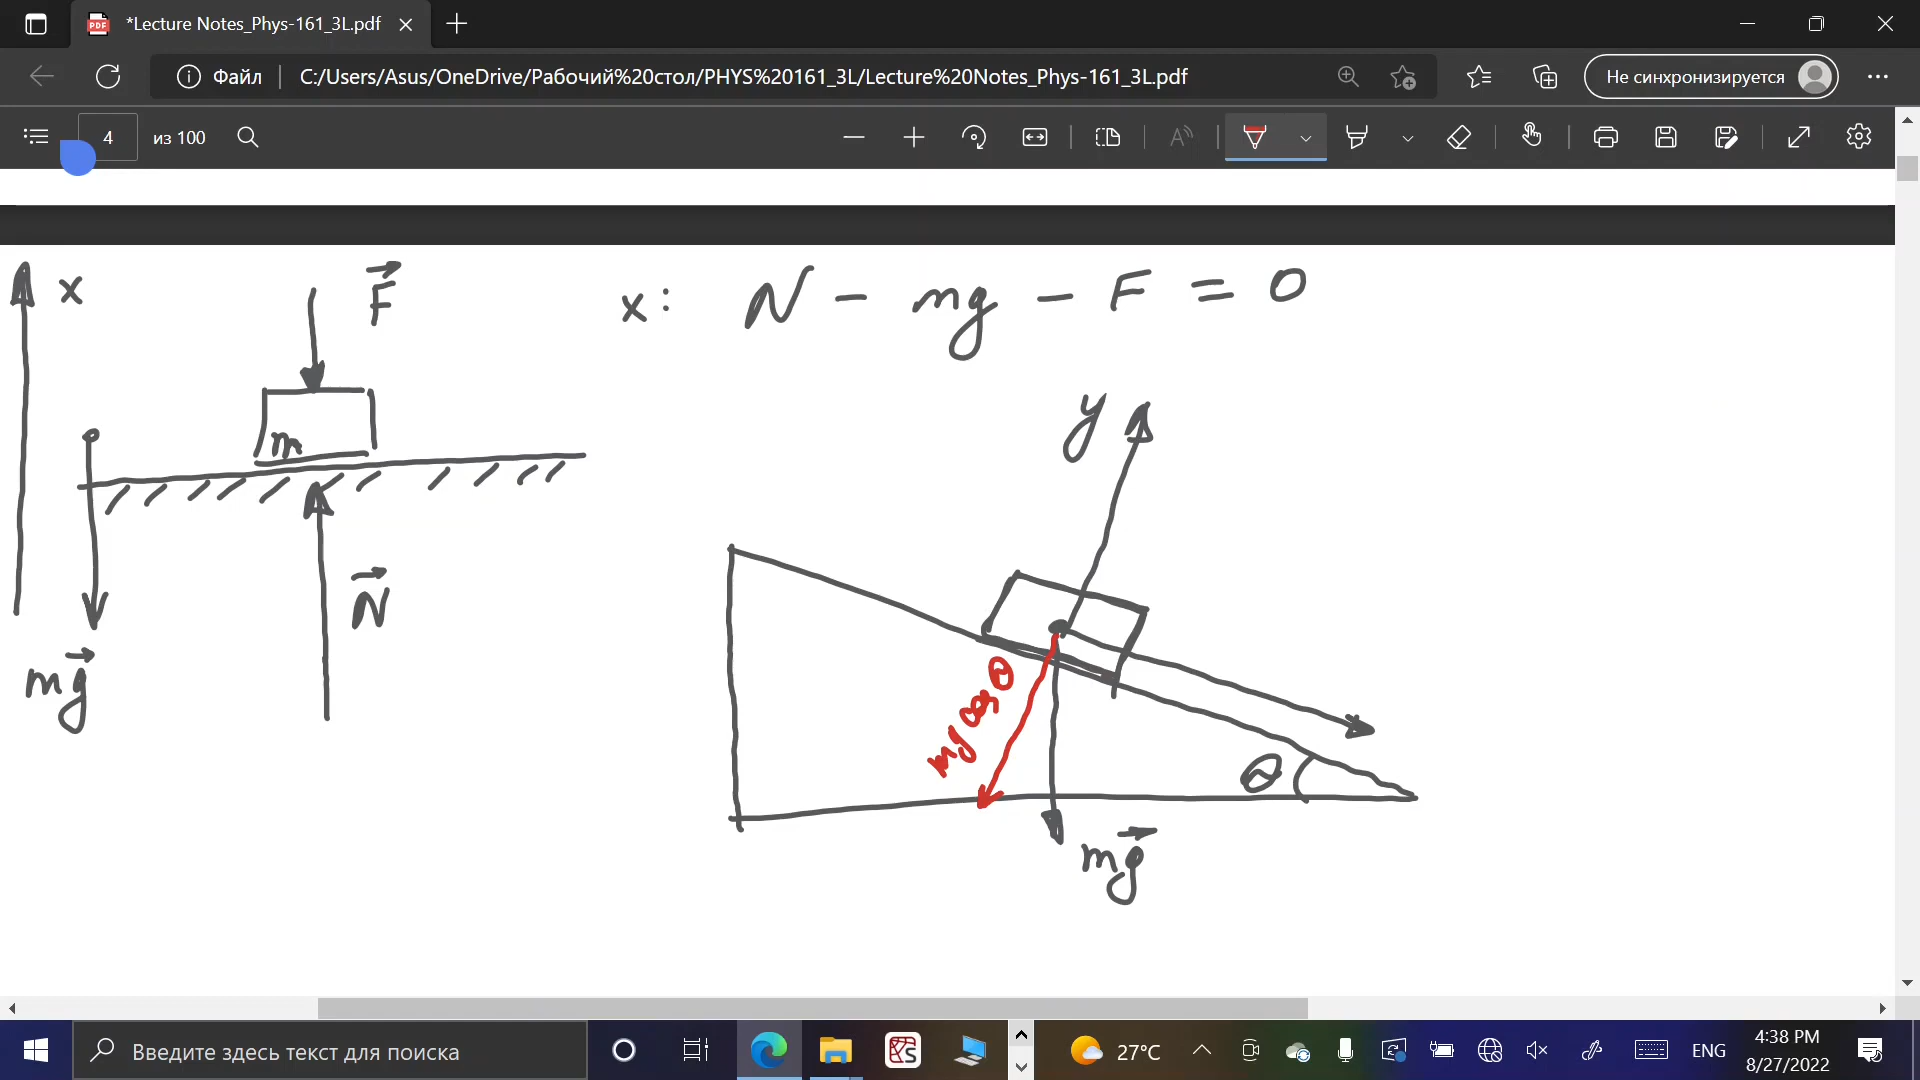 *Lecture Notes_Phys-161_3L.pdf
Файл C:/Users/Asus/OneDrive/Рабочий%20стол/PHYS%20161_3L/Lecture%20Notes_Phys-161_3L.pdf
Не синхронизируется
4 из 100
x
F
x: N - mg - F = 0
m
y
N
mg
mg cos θ
θ
mg
Введите здесь текст для поиска
27°C
ENG
4:38 PM
8/27/2022